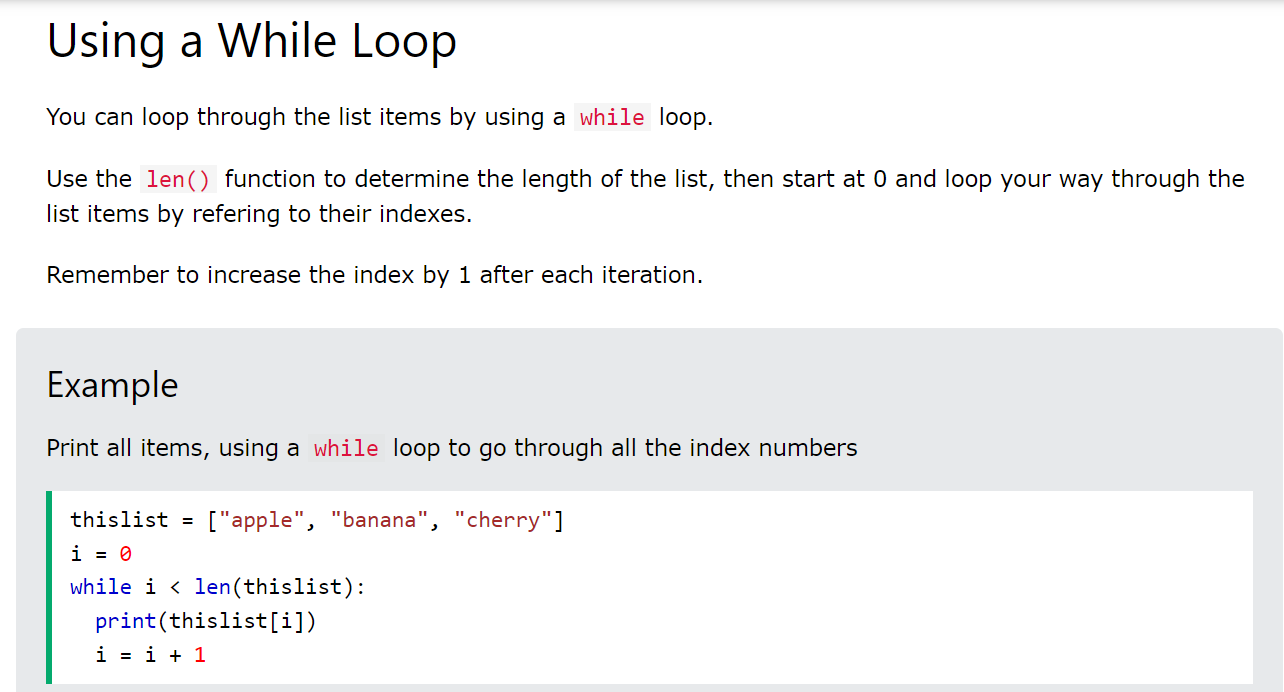 Using a While Loop
You can loop through the list items by using a while loop.
Use the len() function to determine the length of the list, then start at 0 and loop your way through the
list items by refering to their indexes.
Remember to increase the index by 1 after each iteration.
Example
Print all items, using a while loop to go through all the index numbers
thislist = ["apple", "banana", "cherry"]
i = 0
while i < len(thislist):
  print(thislist[i])
  i = i + 1